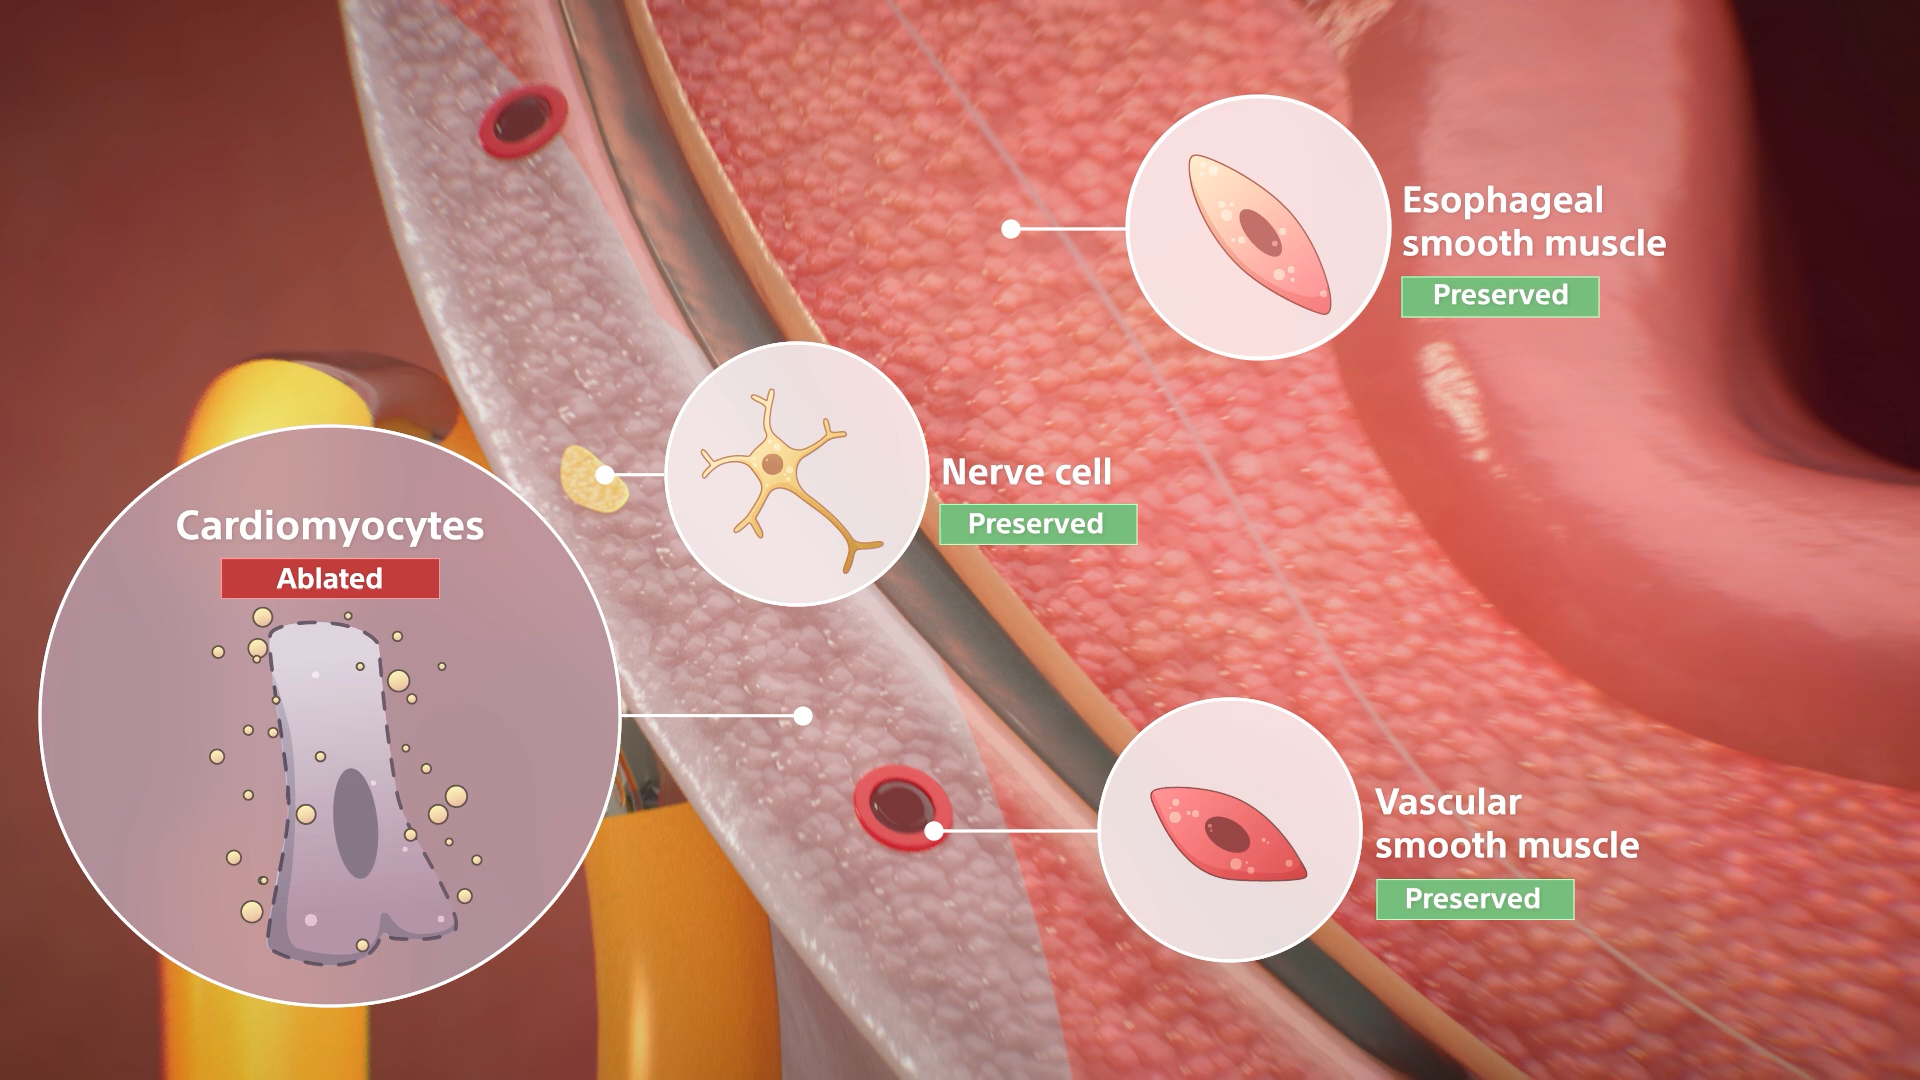 Esophageal
smooth muscle
Preserved
Nerve cell
Preserved
Cardiomyocytes
Ablated
Vascular
smooth muscle
Preserved